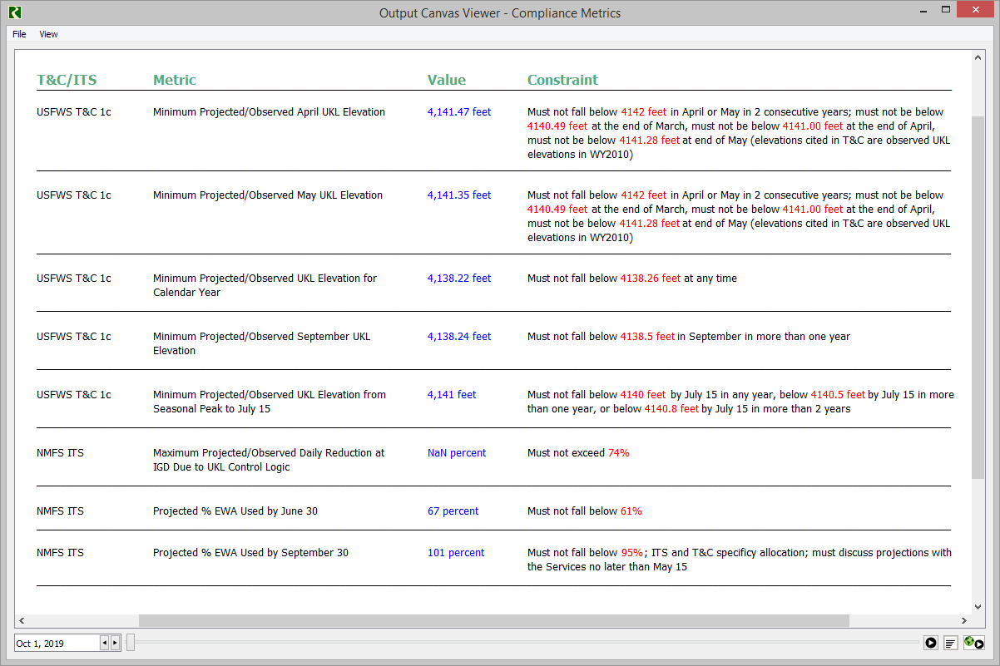 Output Canvas Viewer - Compliance Metrics
File View
T&C/ITS Metric Value Constraint
USFWS T&C 1c Minimum Projected/Observed April UKL Elevation 4,141.47 feet Must not fall below 4142 feet in April or May in 2 consecutive years; must not be below
4140.49 feet at the end of March, must not be below 4141.00 feet at the end of April,
must not be below 4141.28 feet at end of May (elevations cited in T&C are observed UKL
elevations in WY2010)
USFWS T&C 1c Minimum Projected/Observed May UKL Elevation 4,141.35 feet Must not fall below 4142 feet in April or May in 2 consecutive years; must not be below
4140.49 feet at the end of March, must not be below 4141.00 feet at the end of April,
must not be below 4141.28 feet at end of May (elevations cited in T&C are observed UKL
elevations in WY2010)
USFWS T&C 1c Minimum Projected/Observed UKL Elevation for 4,138.22 feet Must not fall below 4138.26 feet at any time
Calendar Year
USFWS T&C 1c Minimum Projected/Observed September UKL 4,138.24 feet Must not fall below 4138.5 feet in September in more than one year
Elevation
USFWS T&C 1c Minimum Projected/Observed UKL Elevation from 4,141 feet Must not fall below 4140 feet by July 15 in any year, below 4140.5 feet by July 15 in more
Seasonal Peak to July 15 than one year, or below 4140.8 feet by July 15 in more than 2 years
NMFS ITS Maximum Projected/Observed Daily Reduction at NaN percent Must not exceed 74%
IGD Due to UKL Control Logic
NMFS ITS Projected % EWA Used by June 30 67 percent Must not fall below 61%
NMFS ITS Projected % EWA Used by September 30 101 percent Must not fall below 95%; ITS and T&C specificy allocation; must discuss projections with
the Services no later than May 15
Oct 1, 2019